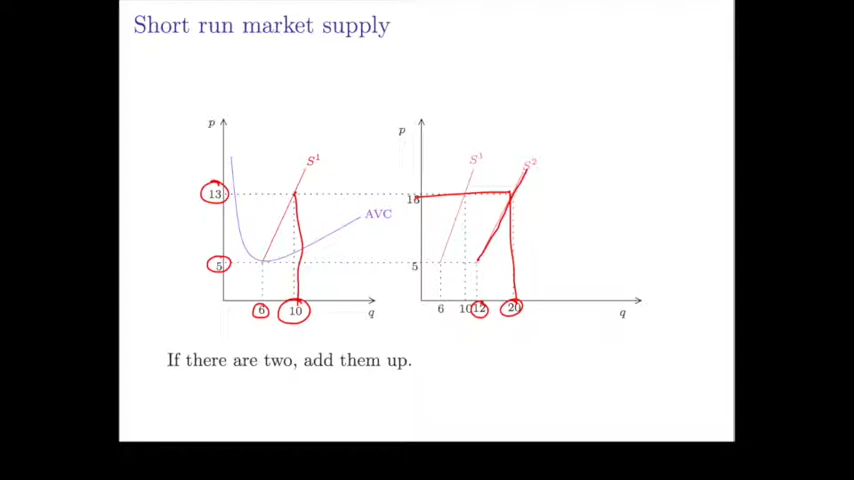 Short run market supply
p
S¹
13
AVC
5
6
10
q
p
S¹
S²
13
5
6
10
12
20
q
If there are two, add them up.